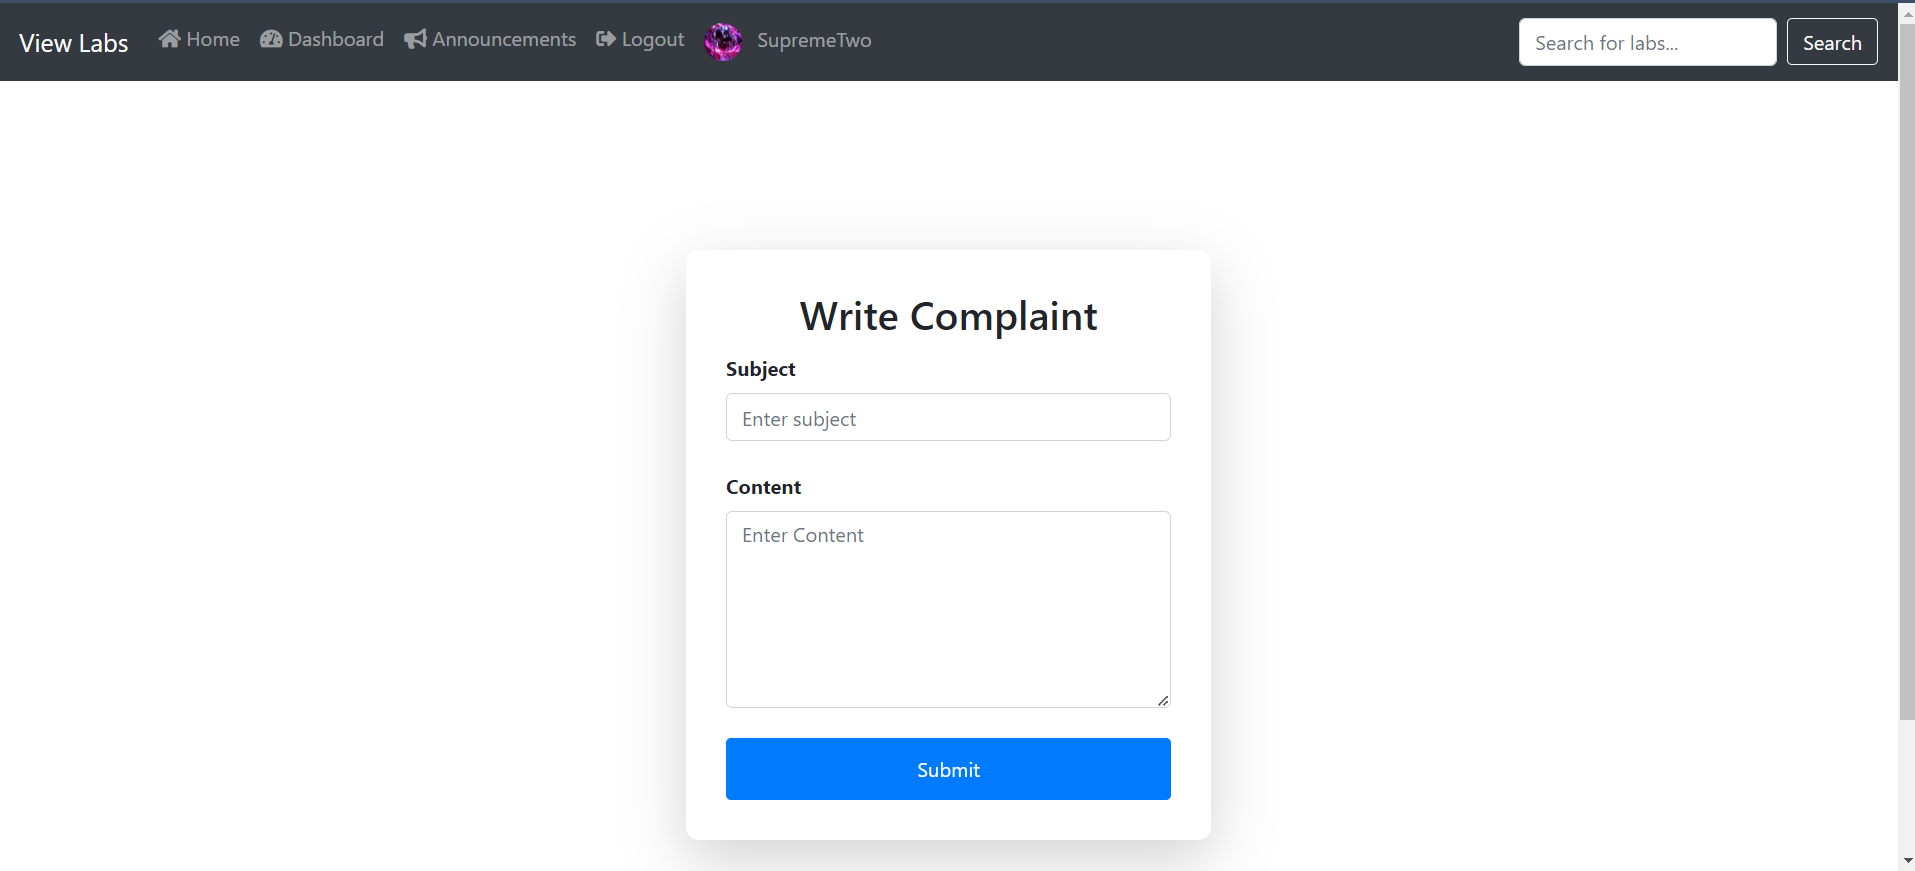 View Labs Home Dashboard Announcements Logout SupremeTwo Search for labs... Search
Write Complaint
Subject
Enter subject
Content
Enter Content
Submit